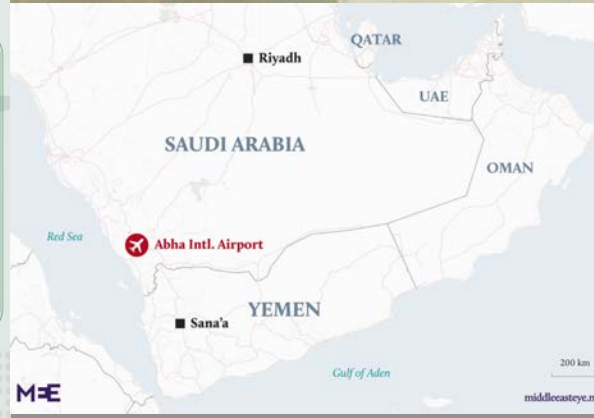 QATAR
Riyadh
UAE
SAUDI ARABIA
OMAN
Red Sea
Abha Intl. Airport
YEMEN
Sana'a
200 km
Gulf of Aden
MEE
middleeasteye.n